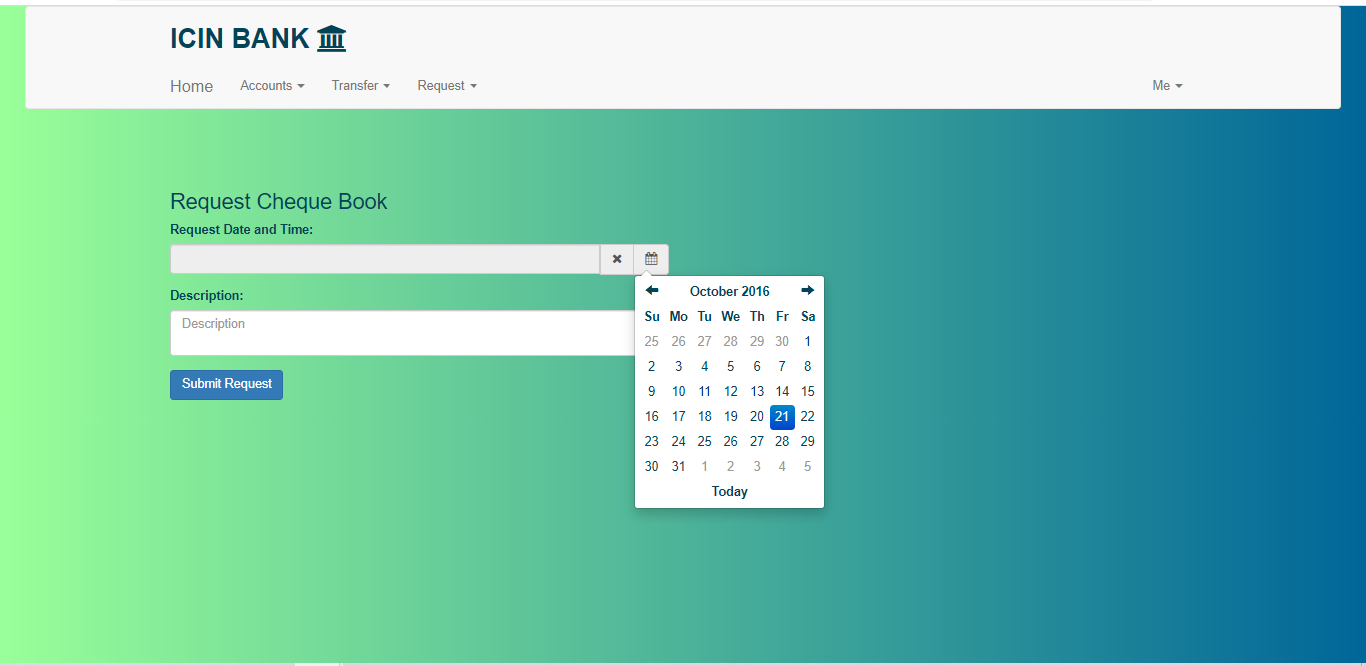 ICIN BANK
Home Accounts Transfer Request Me
Request Cheque Book
Request Date and Time:
Description:
Description
Submit Request
October 2016
Su Mo Tu We Th Fr Sa
25 26 27 28 29 30 1
2 3 4 5 6 7 8
9 10 11 12 13 14 15
16 17 18 19 20 21 22
23 24 25 26 27 28 29
30 31 1 2 3 4 5
Today